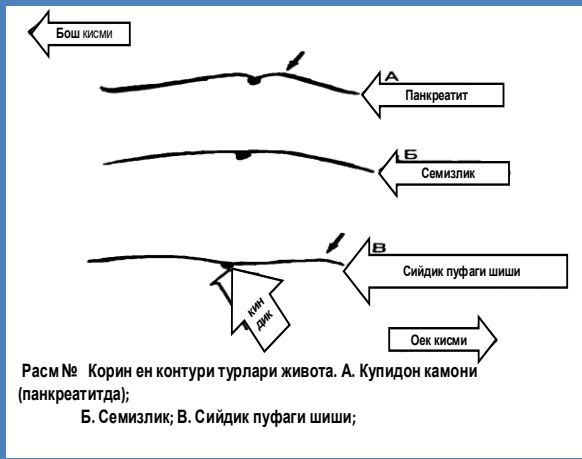 Бош кисми
А
Панкреатит
Б
Семизлик
В
Сийдик пуфаги шиши
КИН
ДИК
Оек кисми
Расм № Корин ен контури турлари живота. А. Купидон камони
(панкреатитда);
Б. Семизлик; В. Сийдик пуфаги шиши;